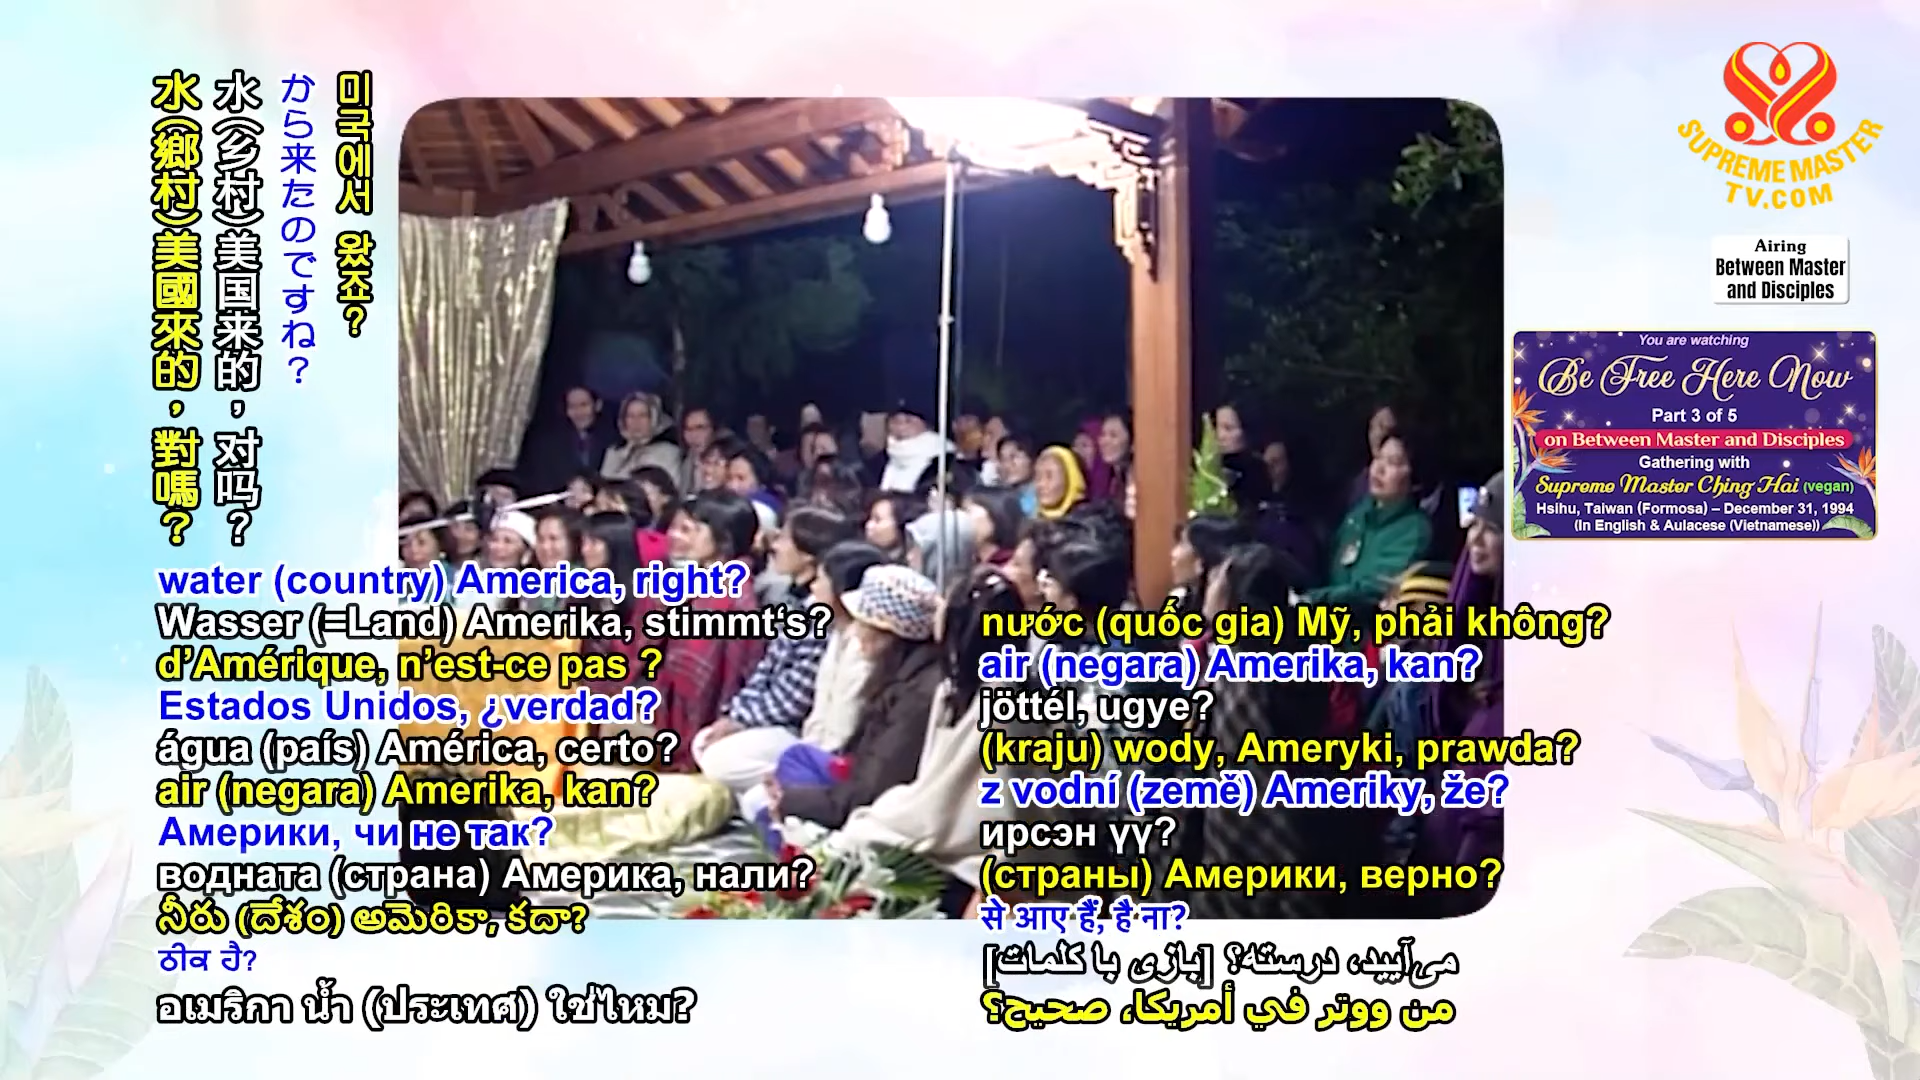 水(鄉村)美國來的，對嗎？
水(乡村)美国来的，对吗？
から来たのですね？
미국에서 왔죠?
water (country) America, right?
Wasser (=Land) Amerika, stimmt‘s?
d’Amérique, n’est-ce pas ?
Estados Unidos, ¿verdad?
água (país) América, certo?
air (negara) Amerika, kan?
Америки, чи не так?
водната (страна) Америка, нали?
నీరు (దేశం) అమెరికా, కదా?
ਠੀਕ ਹੈ?
อเมริกา น้ำ (ประเทศ) ใช่ไหม?
nước (quốc gia) Mỹ, phải không?
air (negara) Amerika, kan?
jöttél, ugye?
(kraju) wody, Ameryki, prawda?
z vodní (země) Ameriky, že?
ирсэн үү?
(страны) Америки, верно?
से आए हैं, है ना?
می‌آیید، درسته؟ [بازی با کلمات]
من ووتر في أمريكا، صحيح؟
SUPREME MASTER
TV.COM
Airing
Between Master
and Disciples
You are watching
Be Free Here Now
Part 3 of 5
on Between Master and Disciples
Gathering with
Supreme Master Ching Hai (vegan)
Hsihu, Taiwan (Formosa) – December 31, 1994
(In English & Aulacese (Vietnamese))